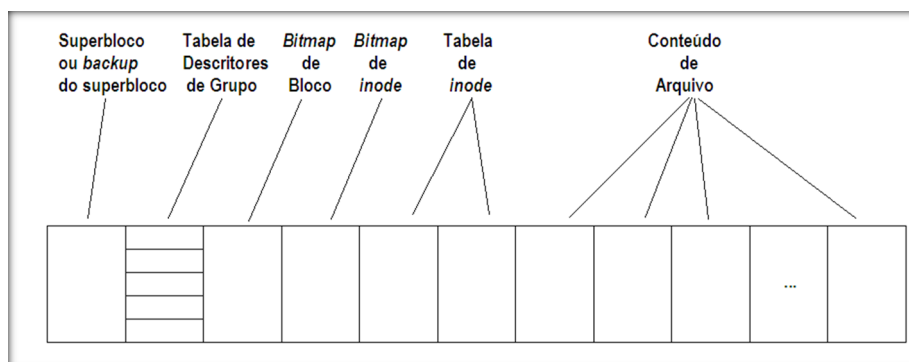 Superbloco
ou backup
do superbloco
Tabela de
Descritores
de Grupo
Bitmap
de
Bloco
Bitmap
de
inode
Tabela
de
inode
Conteúdo
de
Arquivo
...